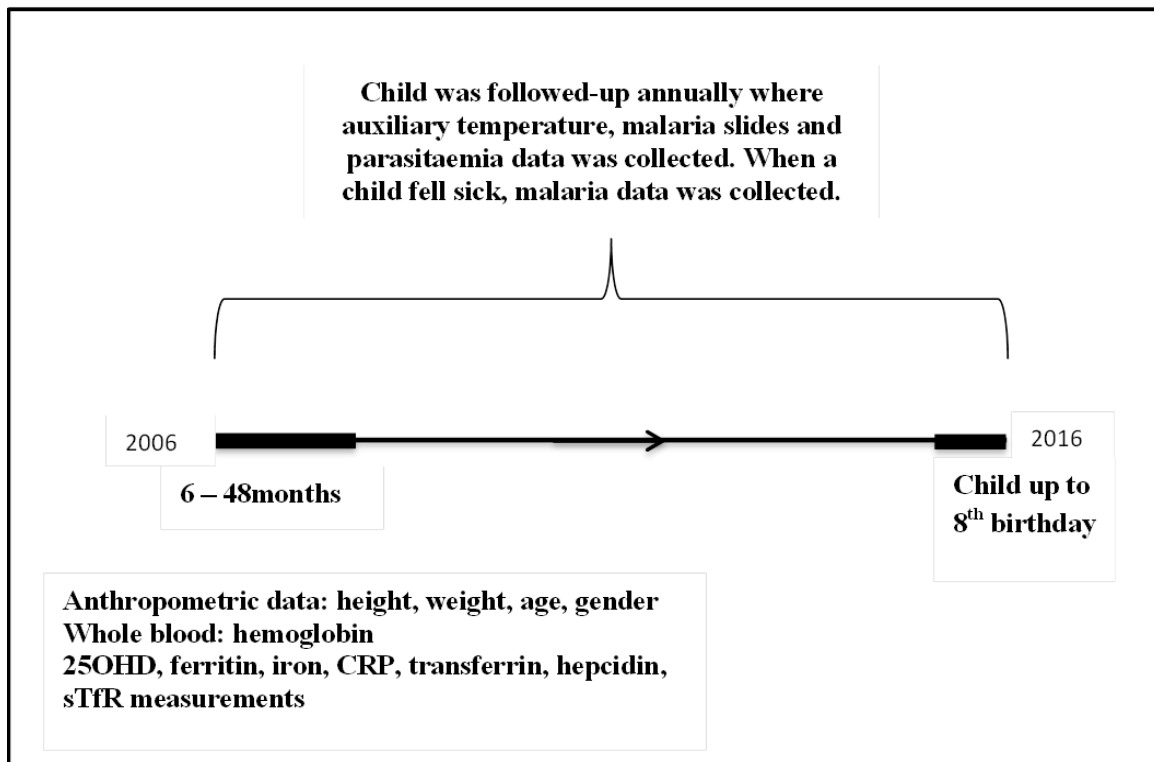 Child was followed-up annually where
auxiliary temperature, malaria slides and
parasitaemia data was collected. When a
child fell sick, malaria data was collected.
2006
2016
6 – 48months
Child up to
8th birthday
Anthropometric data: height, weight, age, gender
Whole blood: hemoglobin
25OHD, ferritin, iron, CRP, transferrin, hepcidin,
sTfR measurements